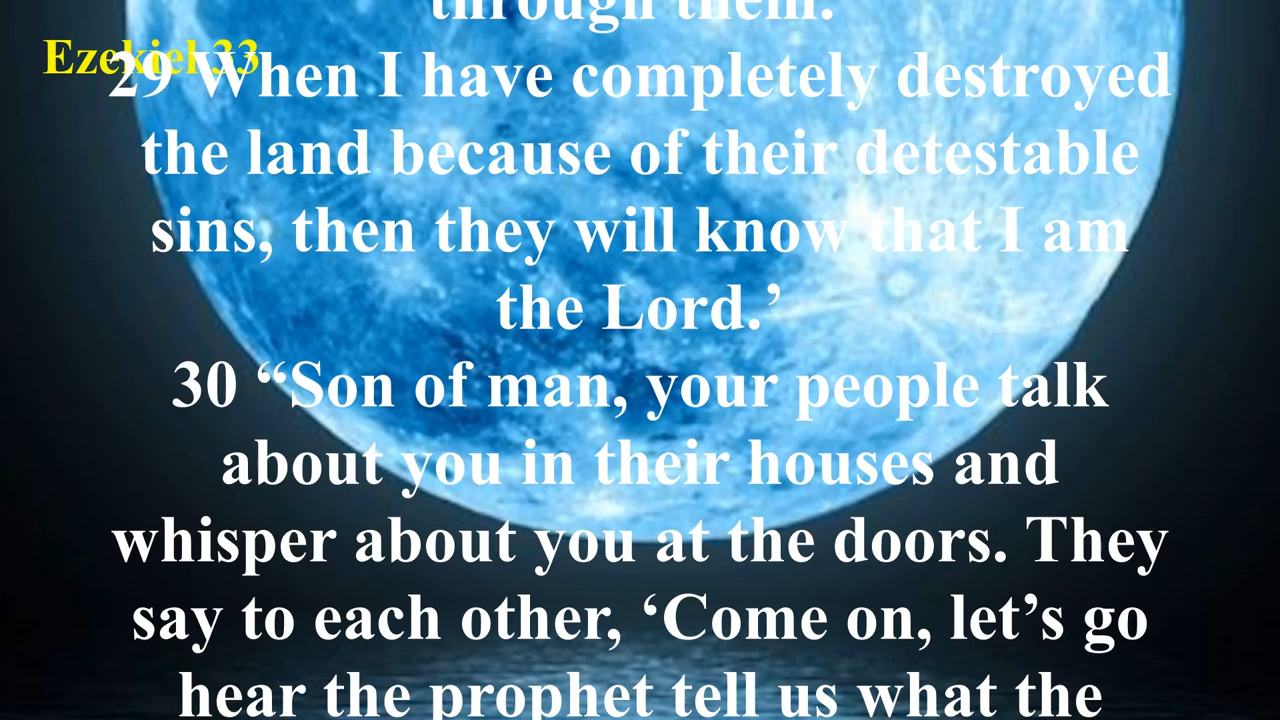 through them.
Ezekiel 33
29 When I have completely destroyed
the land because of their detestable
sins, then they will know that I am
the Lord.’
30 “Son of man, your people talk
about you in their houses and
whisper about you at the doors. They
say to each other, ‘Come on, let’s go
hear the prophet tell us what the